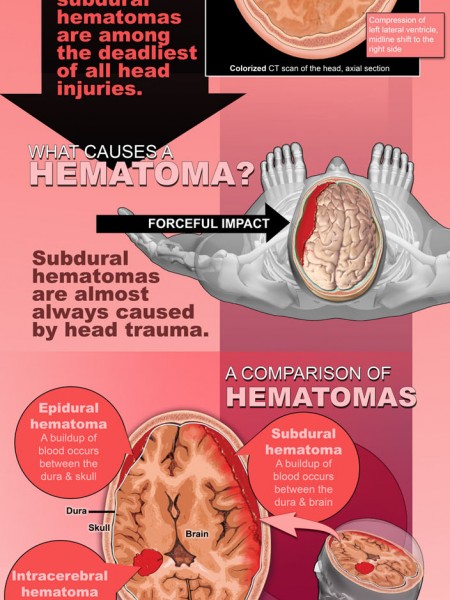 subdural
hematomas
are among
the deadliest
of all head
injuries.
Compression of
left lateral ventricle,
midline shift to the
right side
Colorized CT scan of the head, axial section
WHAT CAUSES A
HEMATOMA?
FORCEFUL IMPACT
Subdural
hematomas
are almost
always caused
by head trauma.
A COMPARISON OF
HEMATOMAS
Epidural
hematoma
A buildup of
blood occurs
between the
dura & skull
Subdural
hematoma
A buildup of
blood occurs
between the
dura & brain
Dura
Skull
Brain
Intracerebral
hematoma